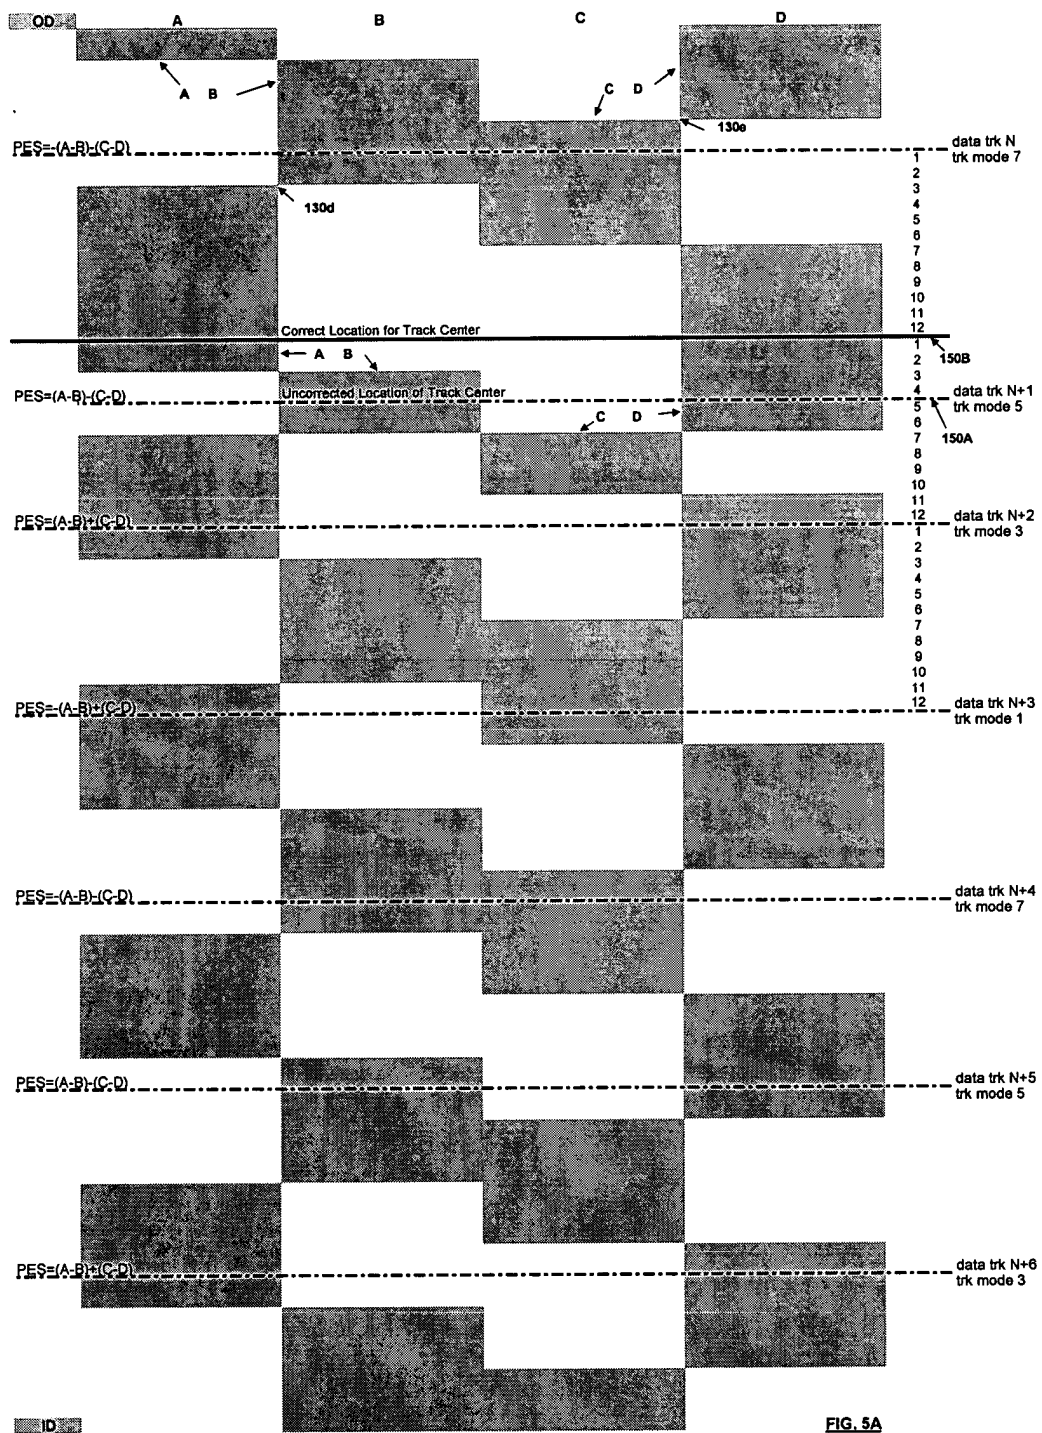 OD A B C D
A B
C D
130e
PES=-(A-B)-(C-D)
data trk N
trk mode 7
130d
1
2
3
4
5
6
7
8
9
10
11
12
Correct Location for Track Center
150B
A B
1
2
3
4
5
6
7
8
9
10
11
12
PES=(A-B)-(C-D)
Uncorrected Location of Track Center
data trk N+1
trk mode 5
C D
150A
PES=(A-B)+(C-D)
data trk N+2
trk mode 3
1
2
3
4
5
6
7
8
9
10
11
12
PES=-(A-B)+(C-D)
data trk N+3
trk mode 1
PES=-(A-B)-(C-D)
data trk N+4
trk mode 7
PES=(A-B)-(C-D)
data trk N+5
trk mode 5
PES=(A-B)+(C-D)
data trk N+6
trk mode 3
ID
FIG. 5A